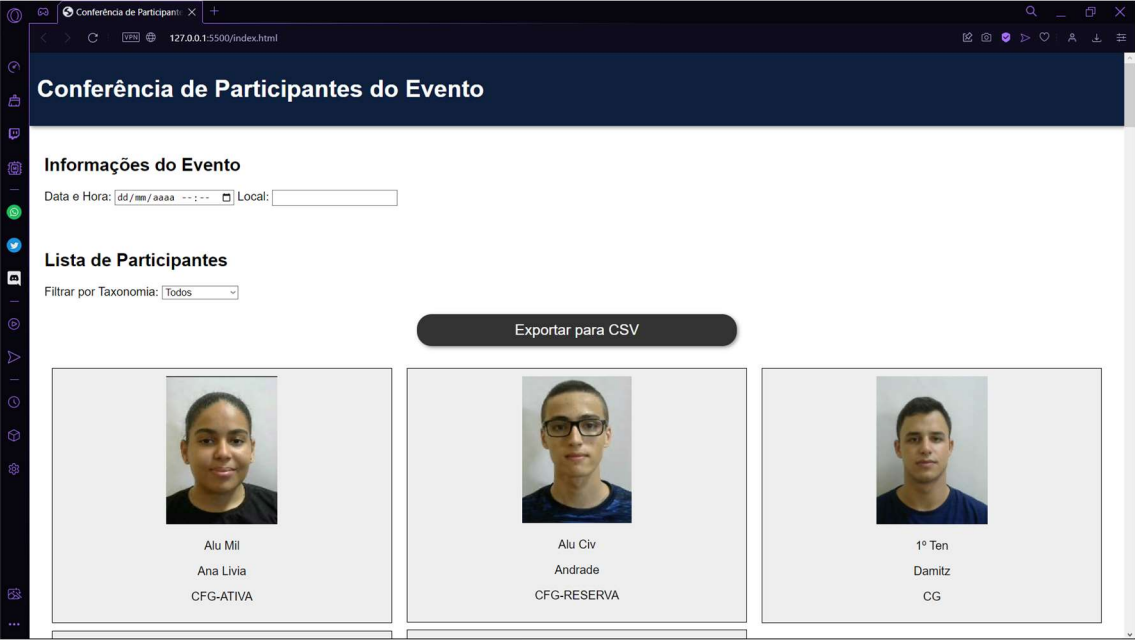 Conferência de Participante
VPN
127.0.0.1:5500/index.html
Conferência de Participantes do Evento
Informações do Evento
Data e Hora: dd/mm/aaaa --:-- Local:
Lista de Participantes
Filtrar por Taxonomia: Todos
Exportar para CSV
Alu Mil
Ana Livia
CFG-ATIVA
Alu Civ
Andrade
CFG-RESERVA
1º Ten
Damitz
CG